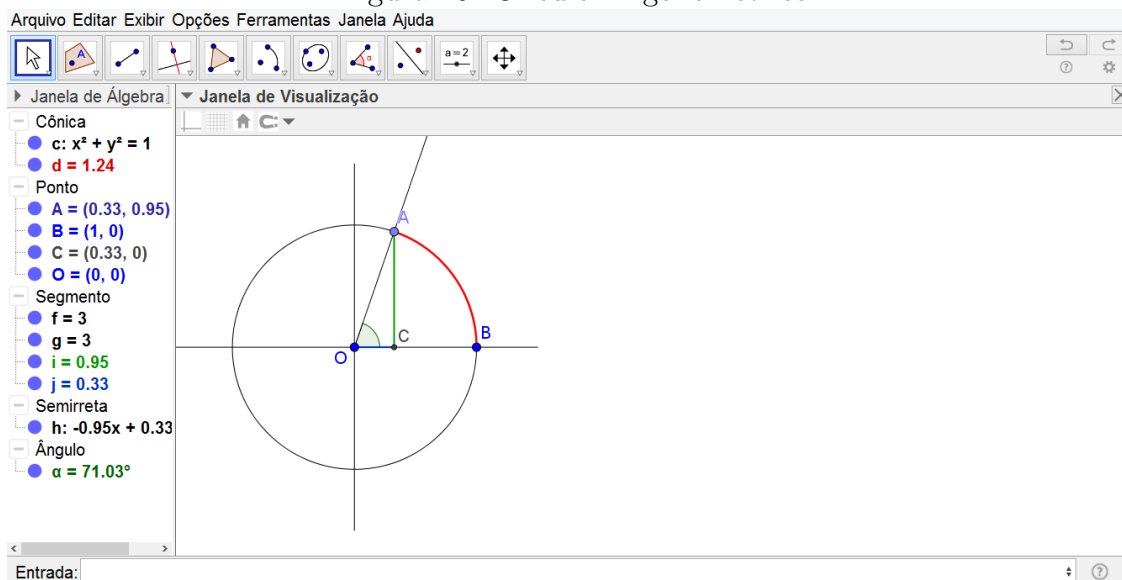 Arquivo Editar Exibir Opções Ferramentas Janela Ajuda
A
α
a=2
Janela de Álgebra
Janela de Visualização
Cônica
c: x² + y² = 1
d = 1.24
Ponto
A = (0.33, 0.95)
B = (1, 0)
C = (0.33, 0)
O = (0, 0)
Segmento
f = 3
g = 3
i = 0.95
j = 0.33
Semirreta
h: -0.95x + 0.33
Ângulo
α = 71.03°
A
B
C
O
Entrada: